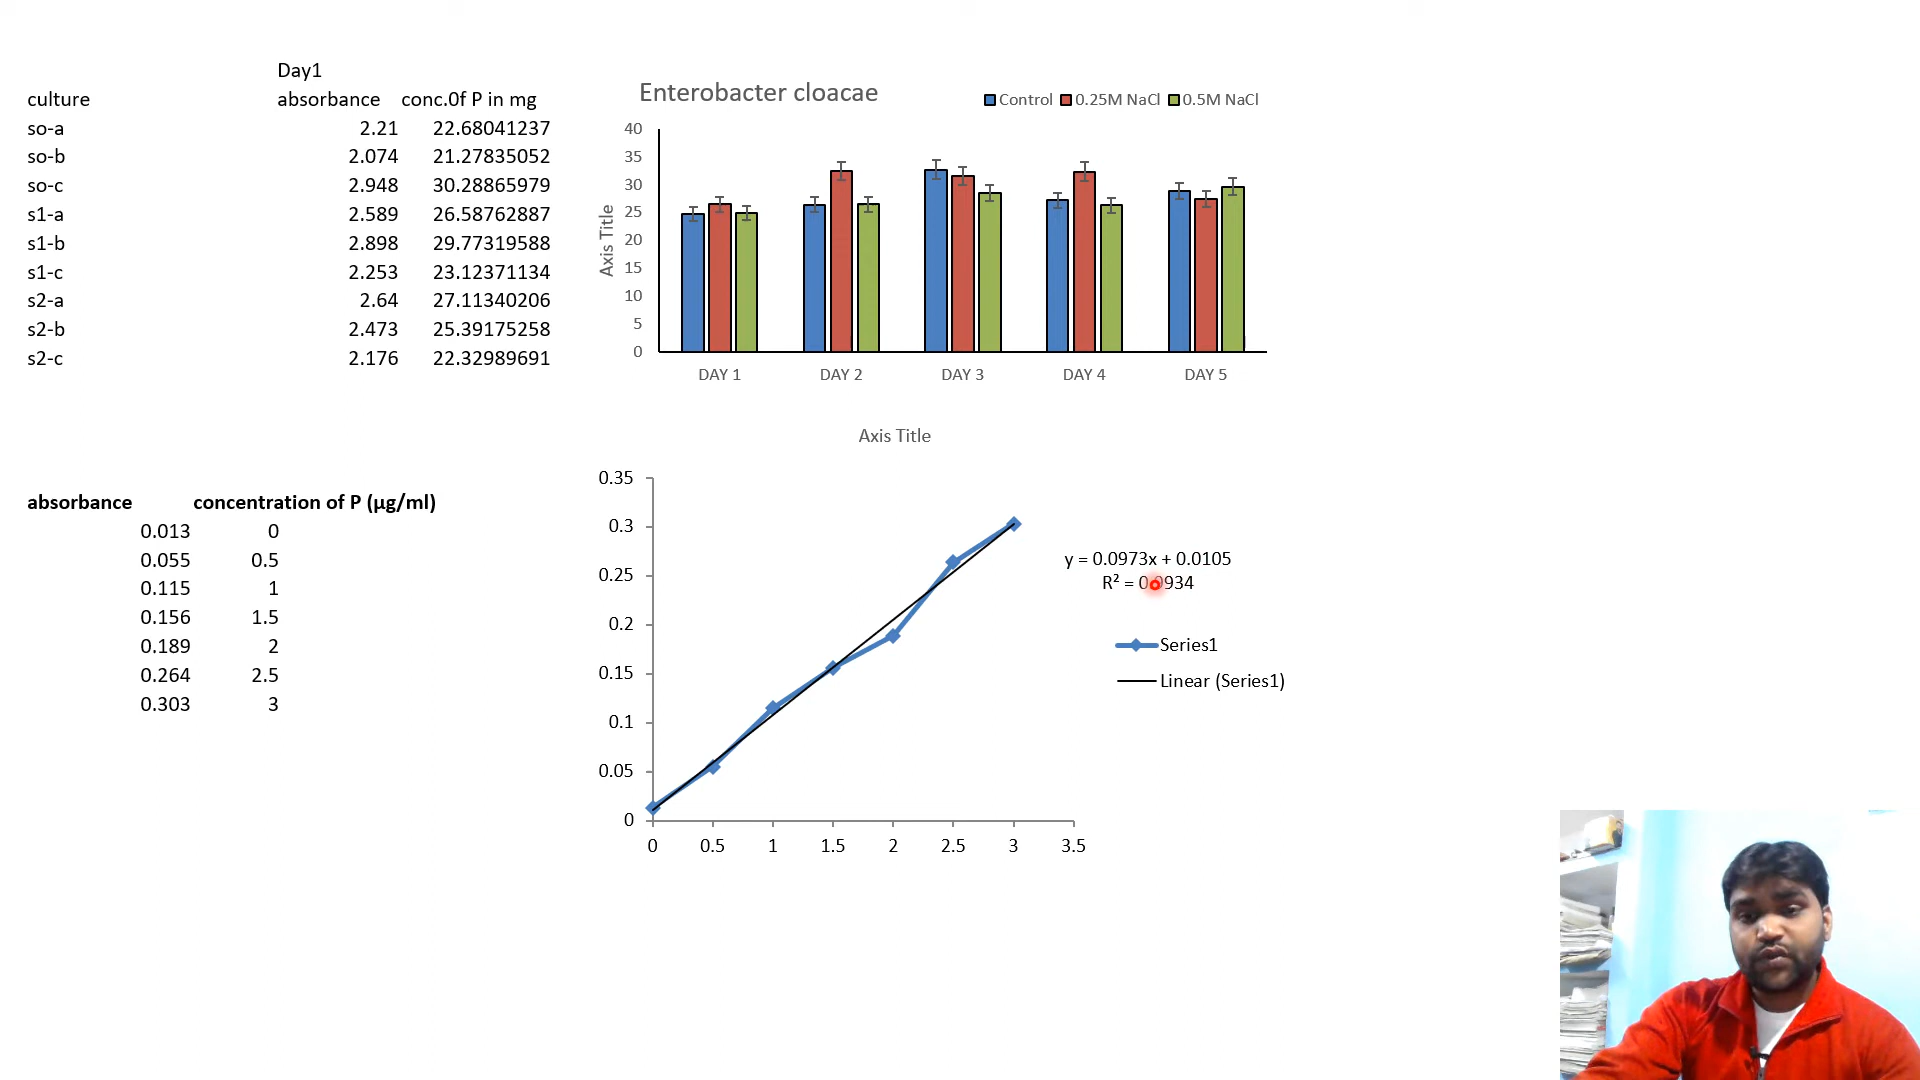 Day1
culture absorbance conc.0f P in mg
so-a 2.21 22.68041237
so-b 2.074 21.27835052
so-c 2.948 30.28865979
s1-a 2.589 26.58762887
s1-b 2.898 29.77319588
s1-c 2.253 23.12371134
s2-a 2.64 27.11340206
s2-b 2.473 25.39175258
s2-c 2.176 22.32989691
Enterobacter cloacae
Control 0.25M NaCl 0.5M NaCl
Axis Title
40
35
30
25
20
15
10
5
0
DAY 1 DAY 2 DAY 3 DAY 4 DAY 5
Axis Title
absorbance concentration of P (µg/ml)
0.013 0
0.055 0.5
0.115 1
0.156 1.5
0.189 2
0.264 2.5
0.303 3
0.35
0.3
0.25
0.2
0.15
0.1
0.05
0
0 0.5 1 1.5 2 2.5 3 3.5
y = 0.0973x + 0.0105
R² =
Series1
Linear (Series1)